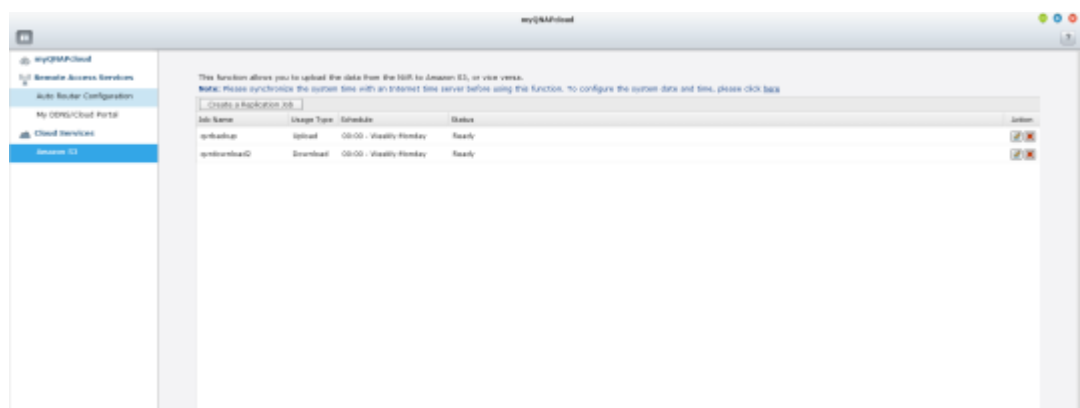 myQNAPcloud
myQNAPcloud
Remote Access Services
Auto Router Configuration
My DDNS/Cloud Portal
Cloud Services
Amazon S3
This function allows you to upload the data from the NVR to Amazon S3, or vice versa.
Note: Please synchronize the system time with an Internet time server before using this function. To configure the system date and time, please click here
Create a Replication Job
Job Name Usage Type Schedule Status Action
Upload 00:00 - Weekly Monday Ready
Download 00:00 - Weekly Monday Ready